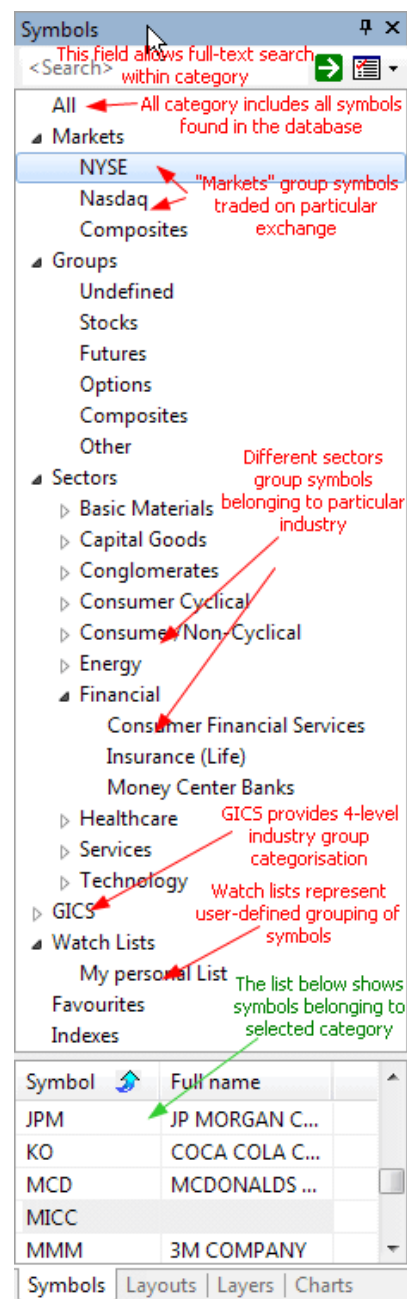 Symbols
This field allows full-text search
<Search> within category
All All category includes all symbols
found in the database
Markets
NYSE
"Markets" group symbols
Nasdaq traded on particular
Composites exchange
Groups
Undefined
Stocks
Futures
Options
Composites
Other
Different sectors
Sectors group symbols
Basic Materials belonging to particular
industry
Capital Goods
Conglomerates
Consumer Cyclical
Consumer/Non-Cyclical
Energy
Financial
Consumer Financial Services
Insurance (Life)
Money Center Banks
Healthcare GICS provides 4-level
industry group
Services categorisation
Technology
Watch lists represent
GICS user-defined grouping of
Watch Lists symbols
My personal List
The list below shows
Favourites symbols belonging to
Indexes selected category
Symbol Full name
JPM JP MORGAN C...
KO COCA COLA C...
MCD MCDONALDS ...
MICC
MMM 3M COMPANY
Symbols Layouts Layers Charts